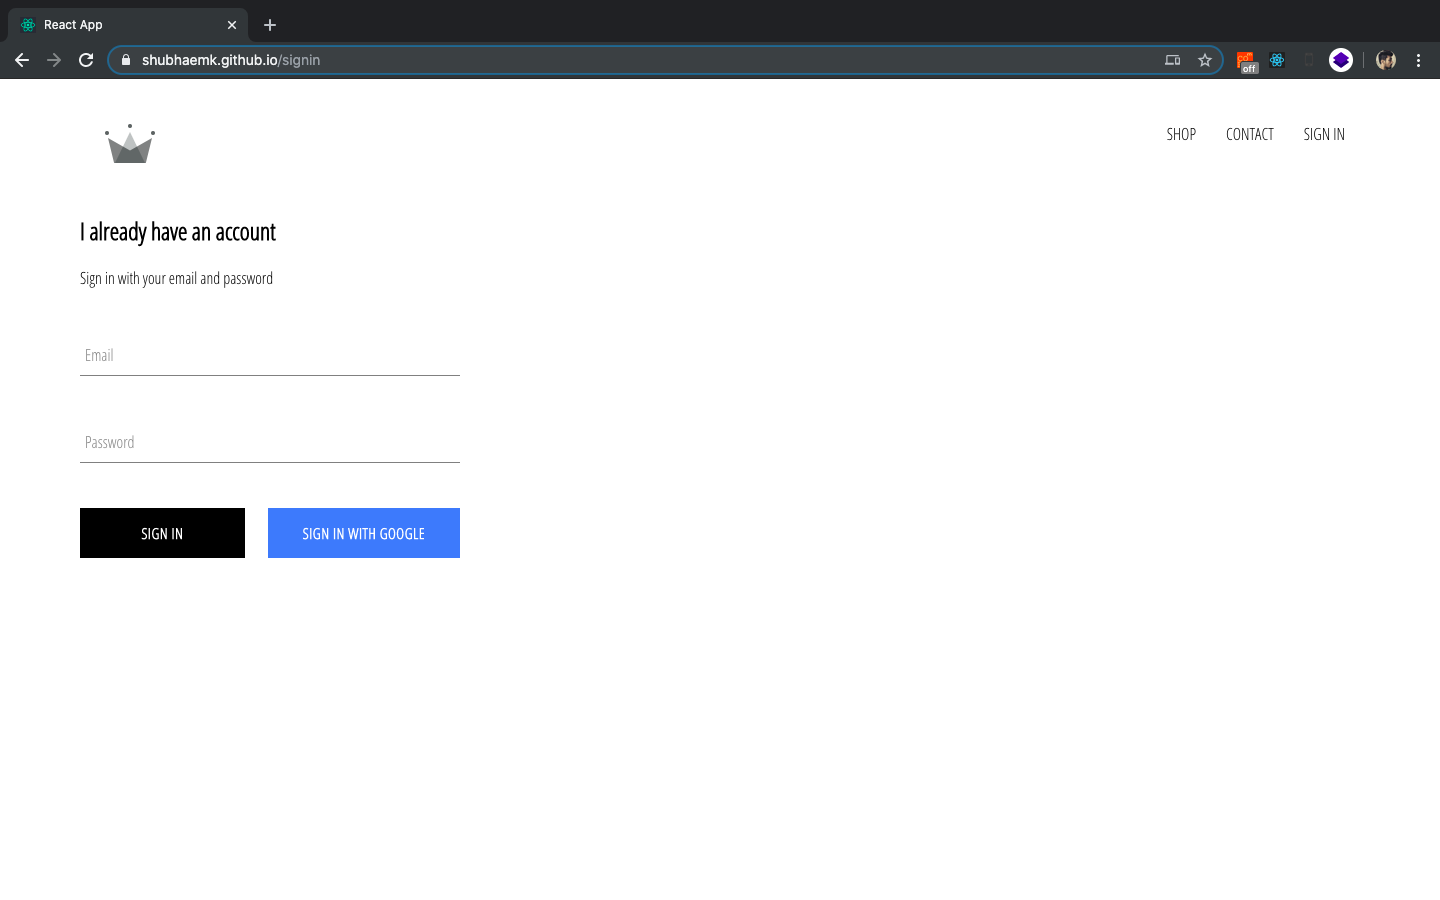 React App
shubhaemk.github.io/signin
off
SHOP CONTACT SIGN IN
I already have an account
Sign in with your email and password
Email
Password
SIGN IN SIGN IN WITH GOOGLE